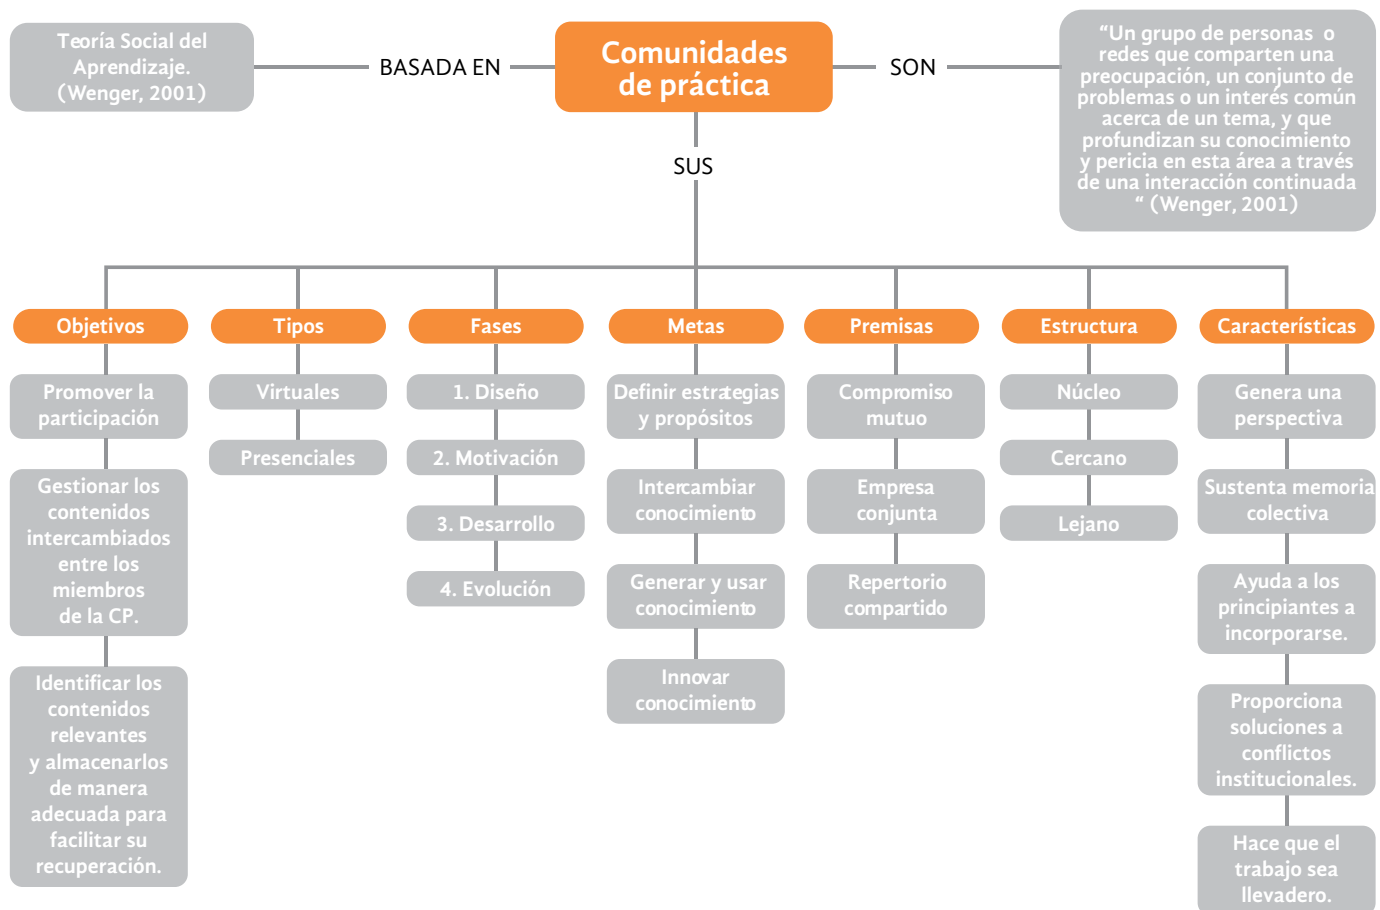 Teoría Social del
Aprendizaje.
(Wenger, 2001)
BASADA EN
Comunidades
de práctica
SON
“Un grupo de personas o
redes que comparten una
preocupación, un conjunto de
problemas o un interés común
acerca de un tema, y que
profundizan su conocimiento
y pericia en esta área a través
de una interacción continuada
“ (Wenger, 2001)
SUS
Objetivos
Promover la
participación
Gestionar los
contenidos
intercambiados
entre los
miembros
de la CP.
Identificar los
contenidos
relevantes
y almacenarlos
de manera
adecuada para
facilitar su
recuperación.
Tipos
Virtuales
Presenciales
Fases
1. Diseño
2. Motivación
3. Desarrollo
4. Evolución
Metas
Definir estrategias
y propósitos
Intercambiar
conocimiento
Generar y usar
conocimiento
Innovar
conocimiento
Premisas
Compromiso
mutuo
Empresa
conjunta
Repertorio
compartido
Estructura
Núcleo
Cercano
Lejano
Característícas
Genera una
perspectiva
Sustenta memoria
colectiva
Ayuda a los
principiantes a
incorporarse.
Proporciona
soluciones a
conflictos
institucionales.
Hace que el
trabajo sea
llevadero.